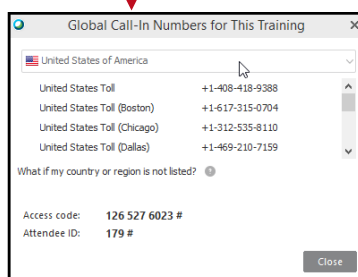 Global Call-In Numbers for This Training
United States of America
United States Toll +1-408-418-9388
United States Toll (Boston) +1-617-315-0704
United States Toll (Chicago) +1-312-535-8110
United States Toll (Dallas) +1-469-210-7159
What if my country or region is not listed? ?
Access code: 126 527 6023 #
Attendee ID: 179 #
Close